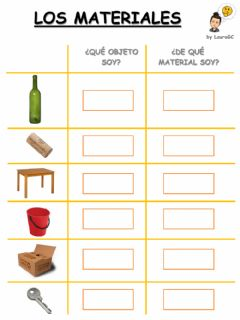 LOS MATERIALES
by LauraGC
¿QUÉ OBJETO
SOY?
¿DE QUÉ
MATERIAL SOY?